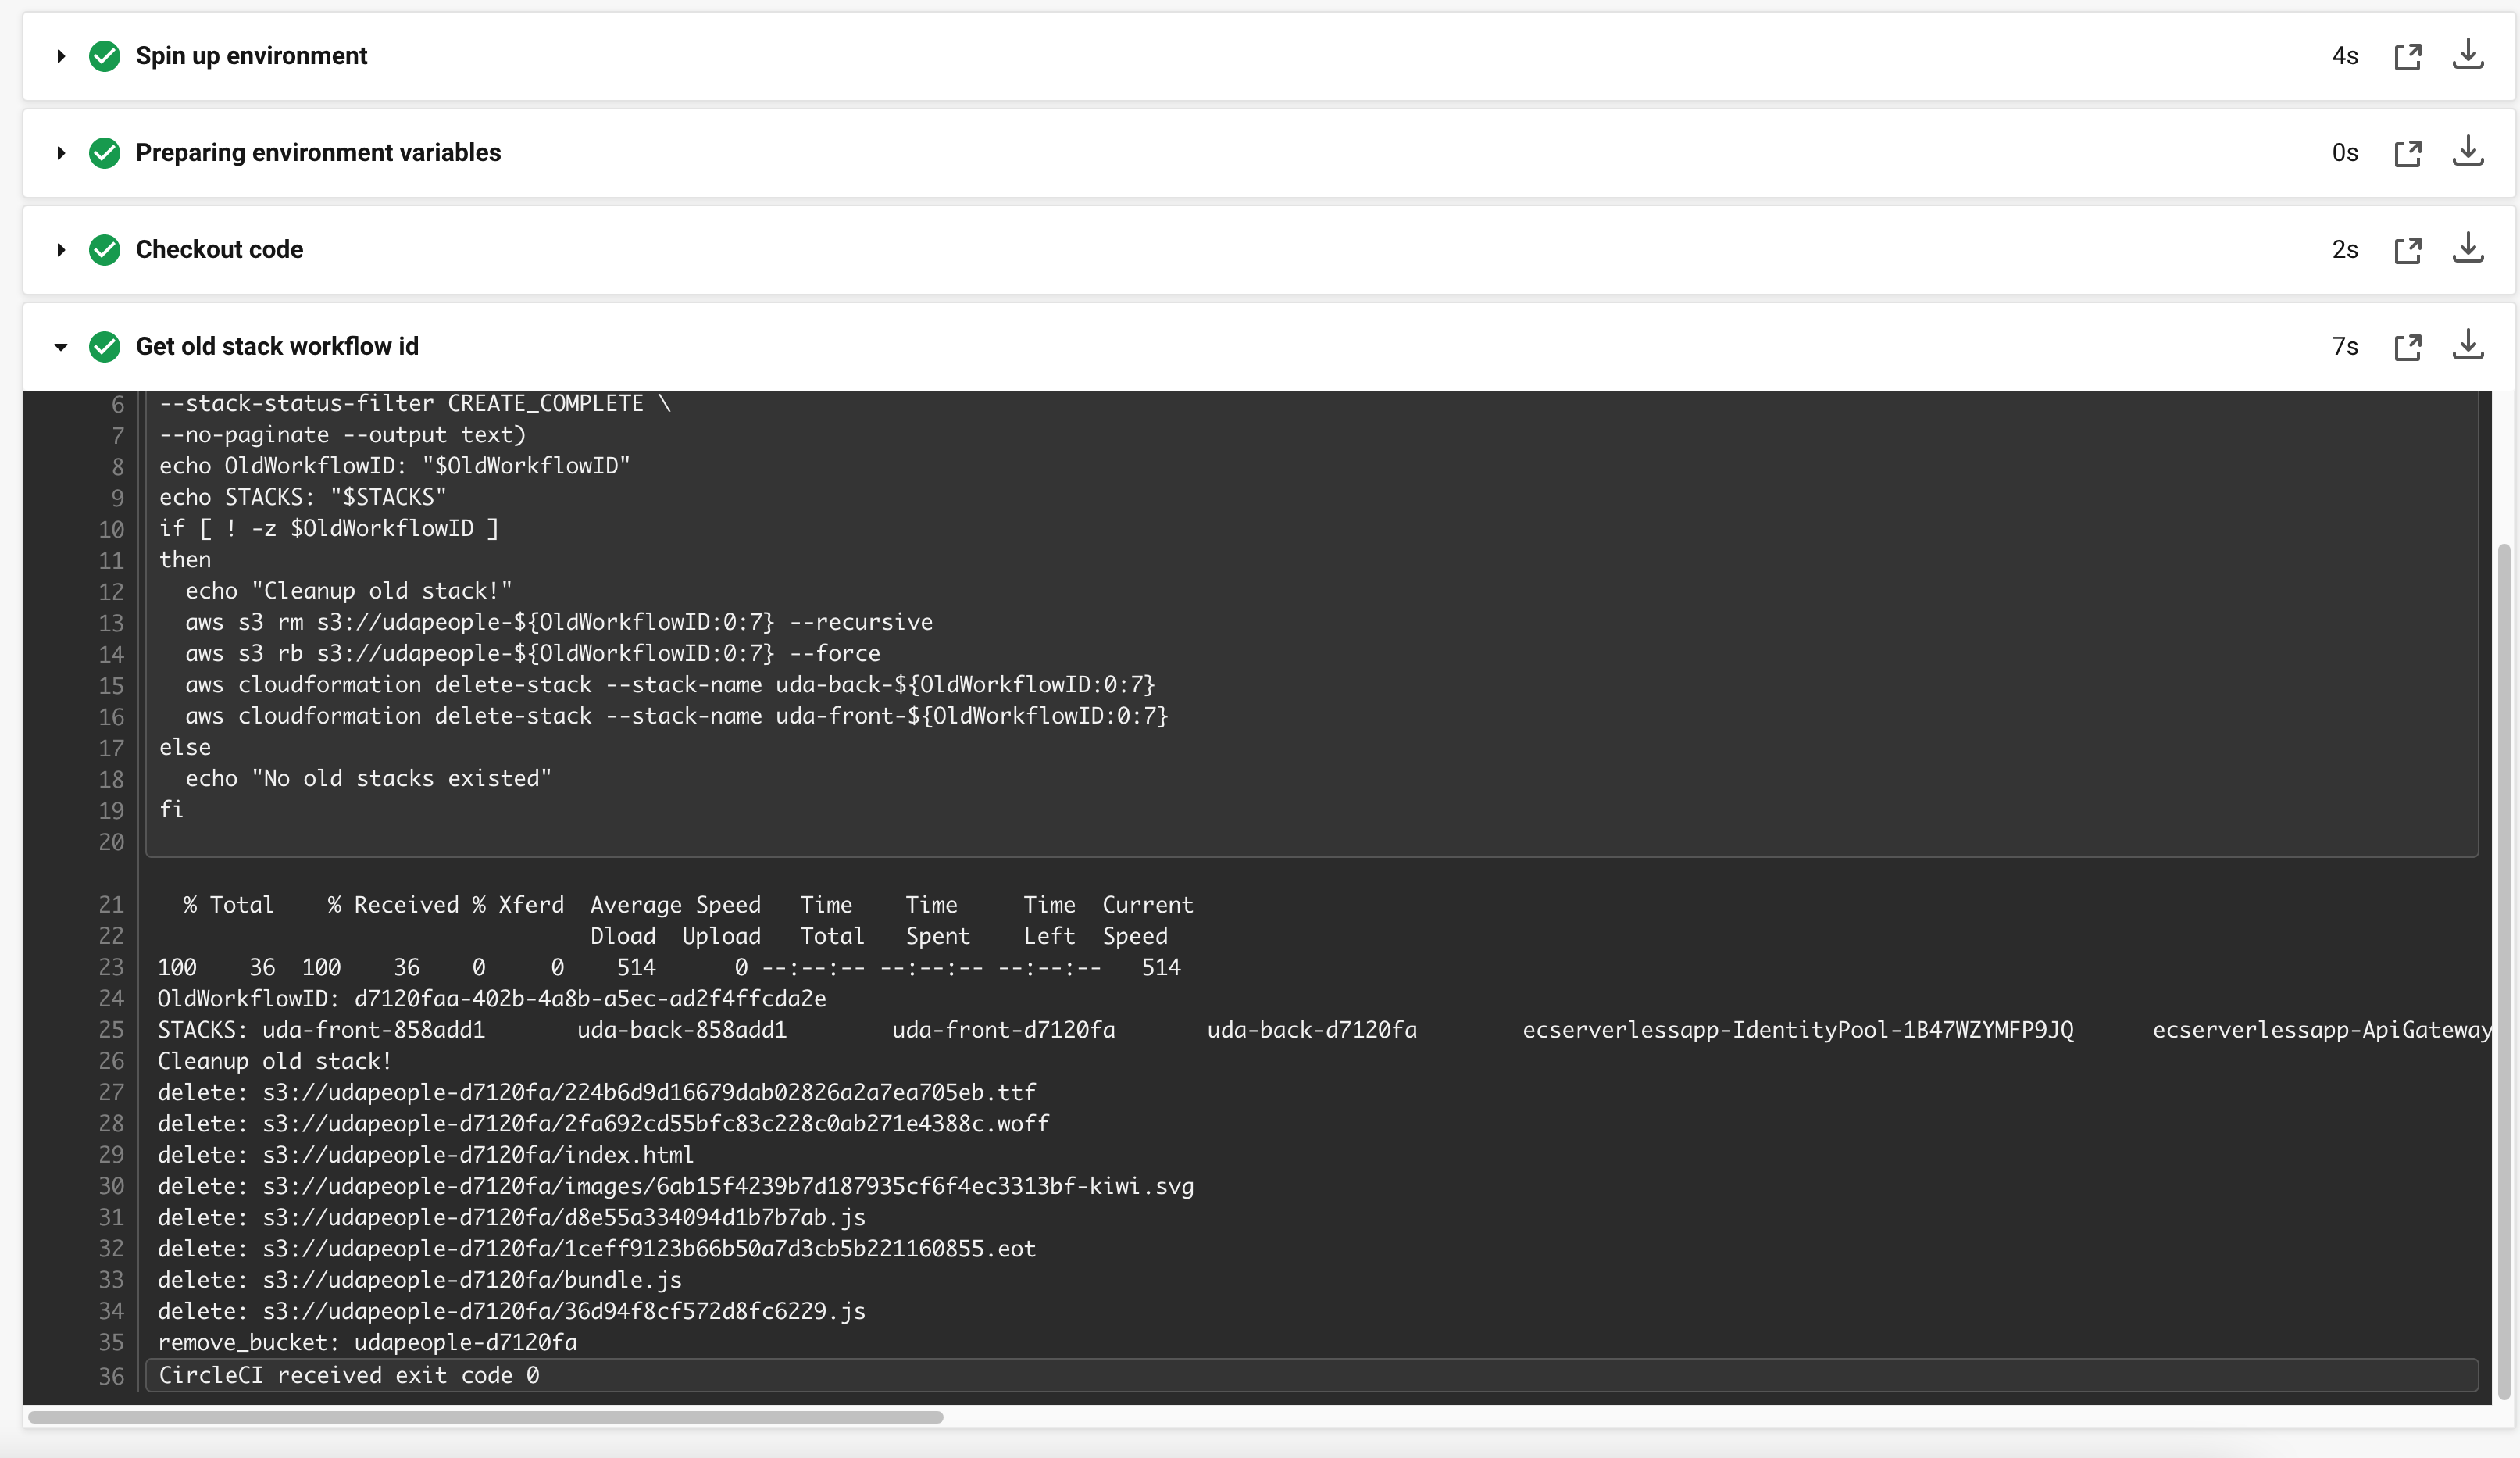 Spin up environment 4s
Preparing environment variables 0s
Checkout code 2s
Get old stack workflow id 7s
6 --stack-status-filter CREATE_COMPLETE \
7 --no-paginate --output text)
8 echo OldWorkflowID: "$OldWorkflowID"
9 echo STACKS: "$STACKS"
10 if [ ! -z $OldWorkflowID ]
11 then
12   echo "Cleanup old stack!"
13   aws s3 rm s3://udapeople-${OldWorkflowID:0:7} --recursive
14   aws s3 rb s3://udapeople-${OldWorkflowID:0:7} --force
15   aws cloudformation delete-stack --stack-name uda-back-${OldWorkflowID:0:7}
16   aws cloudformation delete-stack --stack-name uda-front-${OldWorkflowID:0:7}
17 else
18   echo "No old stacks existed"
19 fi
20
21   % Total    % Received % Xferd  Average Speed   Time    Time     Time  Current
22                                  Dload  Upload   Total   Spent    Left  Speed
23 100    36  100    36    0     0    514      0 --:--:-- --:--:-- --:--:--   514
24 OldWorkflowID: d7120faa-402b-4a8b-a5ec-ad2f4ffcda2e
25 STACKS: uda-front-858add1       uda-back-858add1        uda-front-d7120fa       uda-back-d7120fa        ecserverlessapp-IdentityPool-1B47WZYMFP9JQ      ecserverlessapp-ApiGateway
26 Cleanup old stack!
27 delete: s3://udapeople-d7120fa/224b6d9d16679dab02826a2a7ea705eb.ttf
28 delete: s3://udapeople-d7120fa/2fa692cd55bfc83c228c0ab271e4388c.woff
29 delete: s3://udapeople-d7120fa/index.html
30 delete: s3://udapeople-d7120fa/images/6ab15f4239b7d187935cf6f4ec3313bf-kiwi.svg
31 delete: s3://udapeople-d7120fa/d8e55a334094d1b7b7ab.js
32 delete: s3://udapeople-d7120fa/1ceff9123b66b50a7d3cb5b221160855.eot
33 delete: s3://udapeople-d7120fa/bundle.js
34 delete: s3://udapeople-d7120fa/36d94f8cf572d8fc6229.js
35 remove_bucket: udapeople-d7120fa
36 CircleCI received exit code 0